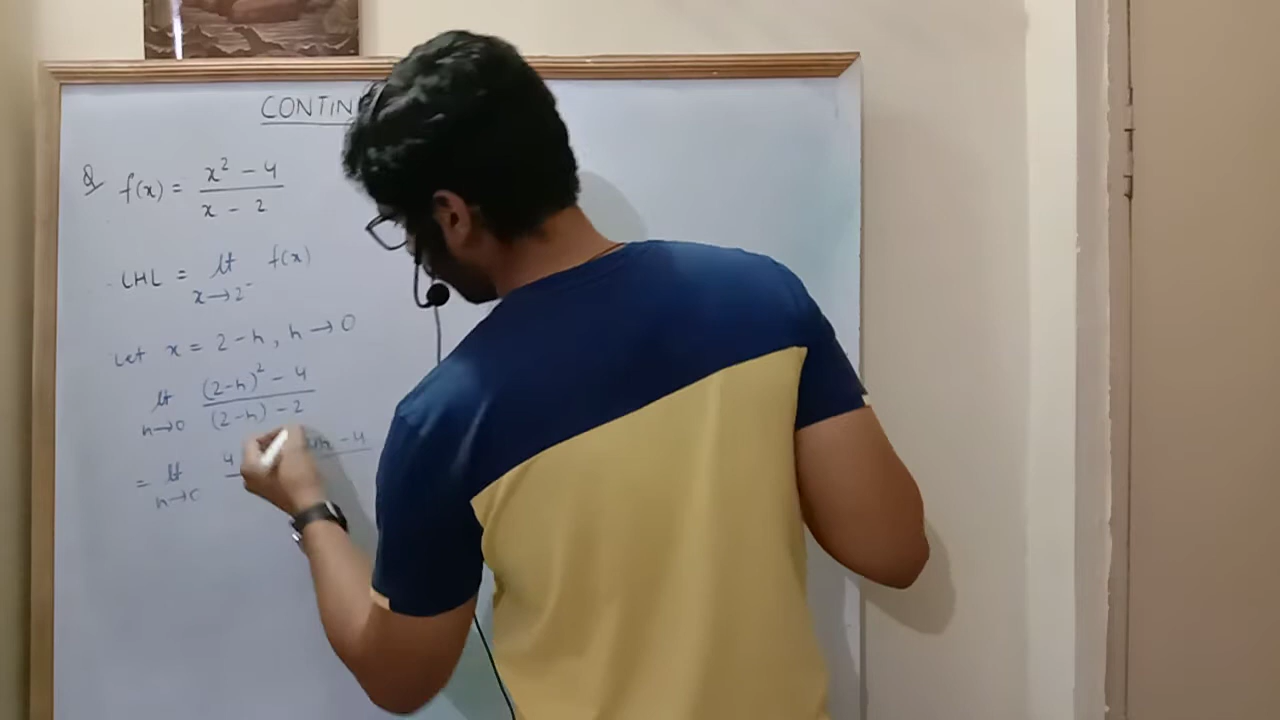 CONTIN
Q f(x) = x² - 4 / x - 2
LHL = lt x→2⁻ f(x)
Let x = 2-h, h→0
lt h→0 (2-h)² - 4 / (2-h) - 2
= lt h→0 4 - 4